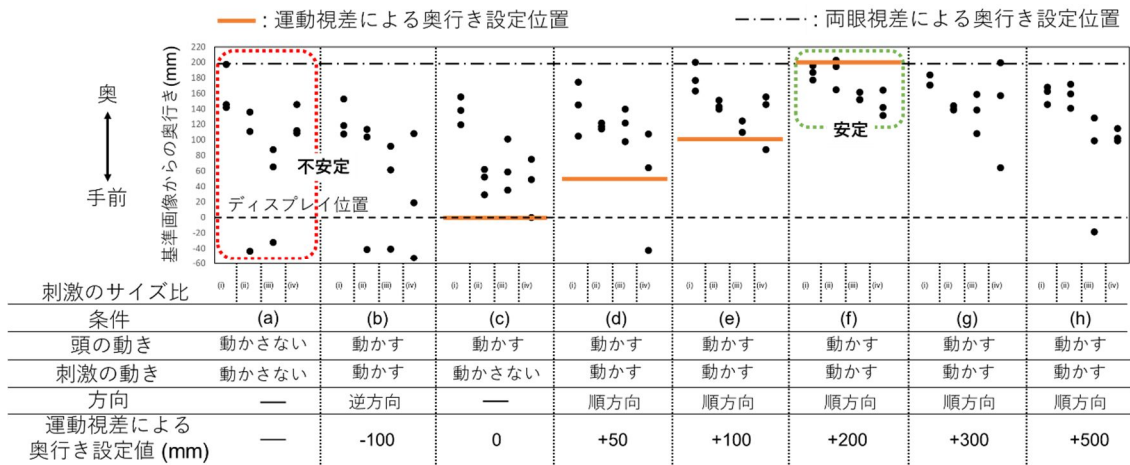 : 運動視差による奥行き設定位置 : 両眼視差による奥行き設定位置
基準画像からの奥行き(mm)
奥
手前
220
200
180
160
140
120
100
80
60
40
20
0
-20
-40
-60
不安定
安定
ディスプレイ位置
刺激のサイズ比 (i) (ii) (iii) (iv) (i) (ii) (iii) (iv) (i) (ii) (iii) (iv) (i) (ii) (iii) (iv) (i) (ii) (iii) (iv) (i) (ii) (iii) (iv) (i) (ii) (iii) (iv) (i) (ii) (iii) (iv)
条件 (a) (b) (c) (d) (e) (f) (g) (h)
頭の動き 動かさない 動かす 動かす 動かす 動かす 動かす 動かす 動かす
刺激の動き 動かさない 動かす 動かさない 動かす 動かす 動かす 動かす 動かす
方向 — 逆方向 — 順方向 順方向 順方向 順方向 順方向
運動視差による
奥行き設定値 (mm) — -100 0 +50 +100 +200 +300 +500